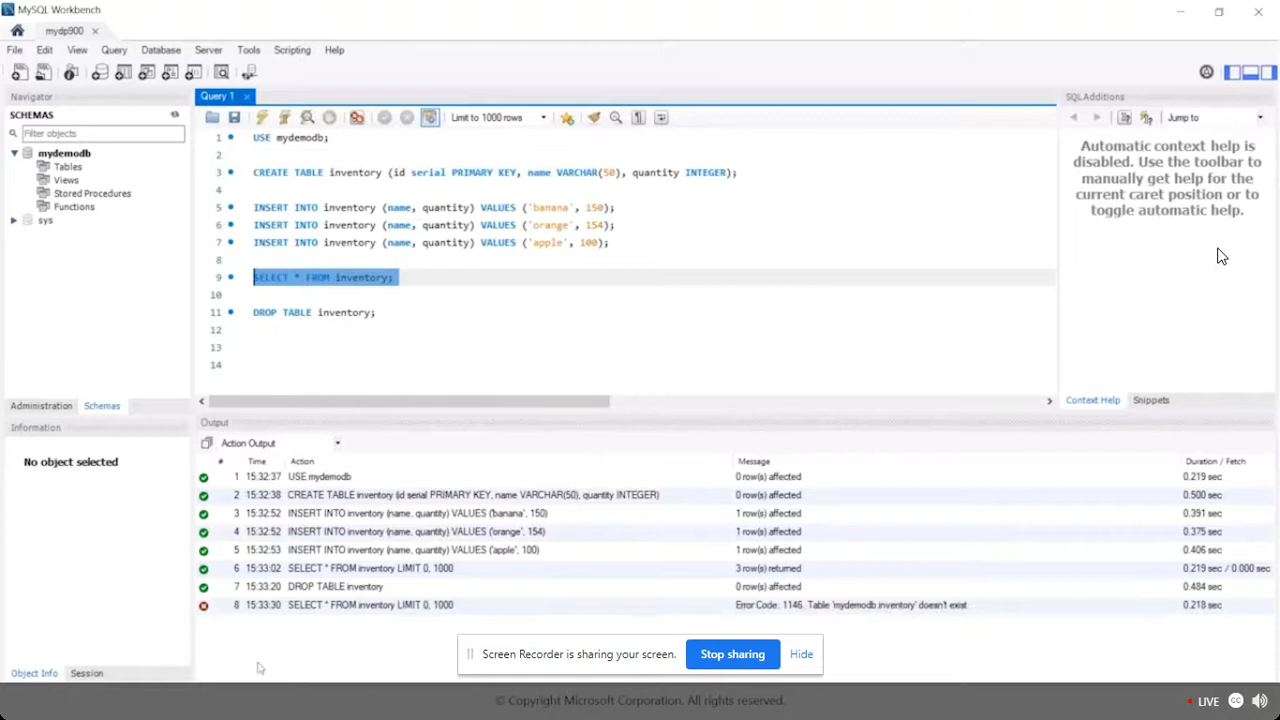 MySQL Workbench
mydp900
File Edit View Query Database Server Tools Scripting Help
Navigator
SCHEMAS
Filter objects
mydemodb
Tables
Views
Stored Procedures
Functions
sys
Administration Schemas
Information
No object selected
Object Info Session
Query 1
Limit to 1000 rows
1 USE mydemodb;
2
3 CREATE TABLE inventory (id serial PRIMARY KEY, name VARCHAR(50), quantity INTEGER);
4
5 INSERT INTO inventory (name, quantity) VALUES ('banana', 150);
6 INSERT INTO inventory (name, quantity) VALUES ('orange', 154);
7 INSERT INTO inventory (name, quantity) VALUES ('apple', 100);
8
9 SELECT * FROM inventory;
10
11 DROP TABLE inventory;
12
13
14
SQLAdditions
Jump to
Automatic context help is
disabled. Use the toolbar to
manually get help for the
current caret position or to
toggle automatic help.
Context Help Snippets
Output
Action Output
# Time Action Message Duration / Fetch
1 15:32:37 USE mydemodb 0 row(s) affected 0.219 sec
2 15:32:38 CREATE TABLE inventory (id serial PRIMARY KEY, name VARCHAR(50), quantity INTEGER) 0 row(s) affected 0.500 sec
3 15:32:52 INSERT INTO inventory (name, quantity) VALUES ('banana', 150) 1 row(s) affected 0.391 sec
4 15:32:52 INSERT INTO inventory (name, quantity) VALUES ('orange', 154) 1 row(s) affected 0.375 sec
5 15:32:53 INSERT INTO inventory (name, quantity) VALUES ('apple', 100) 1 row(s) affected 0.406 sec
6 15:33:02 SELECT * FROM inventory LIMIT 0, 1000 3 row(s) returned 0.219 sec / 0.000 sec
7 15:33:20 DROP TABLE inventory 0 row(s) affected 0.484 sec
8 15:33:30 SELECT * FROM inventory LIMIT 0, 1000 Error Code: 1146. Table 'mydemodb.inventory' doesn't exist 0.218 sec
Screen Recorder is sharing your screen. Stop sharing Hide
© Copyright Microsoft Corporation. All rights reserved.
LIVE CC